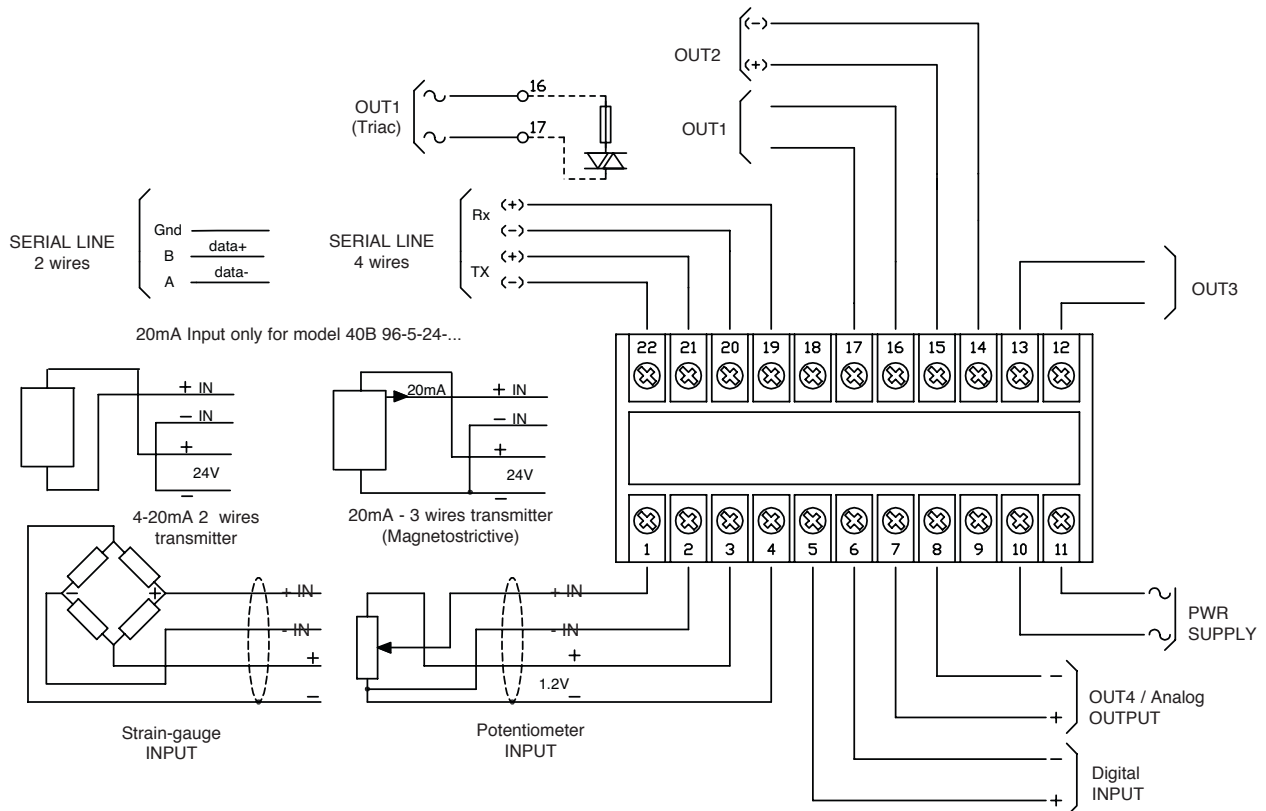 (-)
OUT2
(+)
OUT1
(Triac)
16
17
OUT1
SERIAL LINE
2 wires
Gnd
B data+
A data-
SERIAL LINE
4 wires
Rx (+)
(-)
(+)
TX (-)
OUT3
20mA Input only for model 40B 96-5-24-...
22 21 20 19 18 17 16 15 14 13 12
+ IN
- IN
+
24V
-
4-20mA 2 wires
transmitter
20mA
+ IN
- IN
+
24V
-
20mA - 3 wires transmitter
(Magnetostrictive)
1 2 3 4 5 6 7 8 9 10 11
- +
+ IN
- IN
+
-
Strain-gauge
INPUT
+ IN
- IN
+
1.2V
-
Potentiometer
INPUT
PWR
SUPPLY
-
OUT4 / Analog
OUTPUT
+
-
Digital
INPUT
+